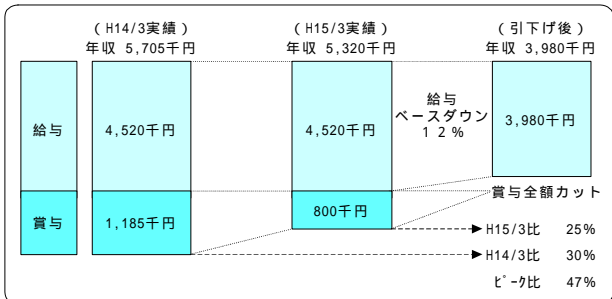 (H14/3実績)
年収 5,705千円
(H15/3実績)
年収 5,320千円
(引下げ後)
年収 3,980千円
給与
4,520千円
4,520千円
給与
ベースダウン
12%
3,980千円
賞与
1,185千円
800千円
賞与全額カット
H15/3比 25%
H14/3比 30%
ピーク比 47%